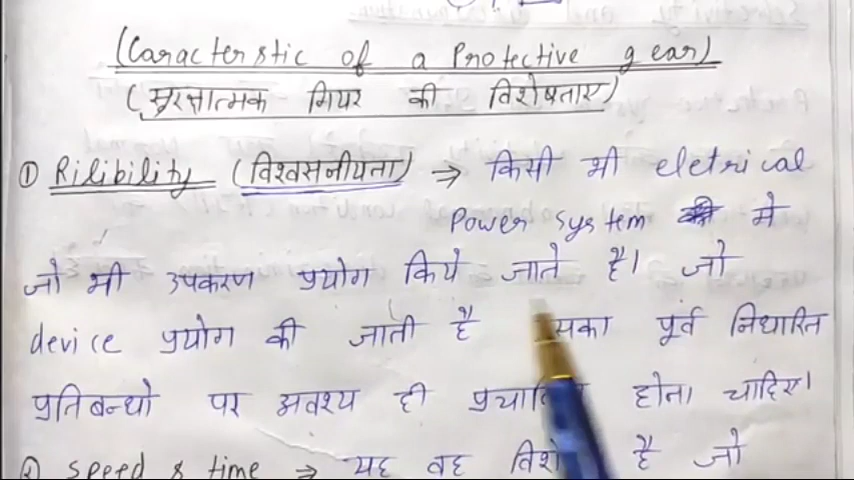 (Caracterstic of a Protective gear)
(सुरक्षात्मक गियर की विशेषताए)
① Rilibility (विश्वसनीयता) → किसी भी eletrical
Power System मे
जो भी उपकरण प्रयोग किये जाते है। जो
device प्रयोग की जाती है सका पूर्व निधारित
प्रतिबन्धो पर अवश्य ही होना चाहिए।
② Speed & time → यह वह है जो